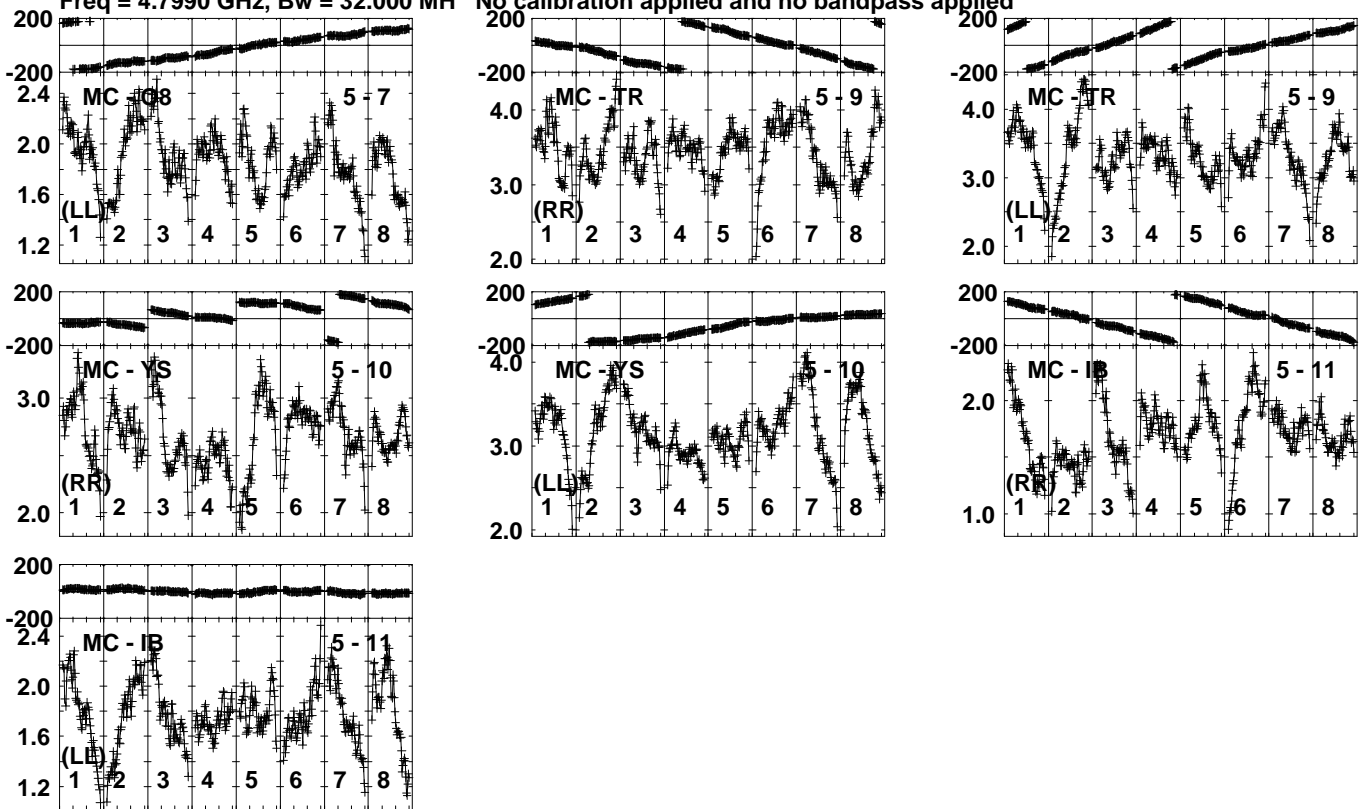 Freq = 4.7990 GHz, Bw = 32.000 MH No calibration applied and no bandpass applied
200
-200
2.4
2.0
1.6
1.2
MC - O8 5 - 7
(LL)
1 2 3 4 5 6 7 8
200
-200
4.0
3.0
2.0
MC - TR 5 - 9
(RR)
1 2 3 4 5 6 7 8
200
-200
4.0
3.0
2.0
MC - TR 5 - 9
(LL)
1 2 3 4 5 6 7 8
200
-200
3.0
2.0
MC - YS 5 - 10
(RR)
1 2 3 4 5 6 7 8
200
-200
4.0
3.0
2.0
MC - YS 5 - 10
(LL)
1 2 3 4 5 6 7 8
200
-200
2.0
1.0
MC - IB 5 - 11
(RR)
1 2 3 4 5 6 7 8
200
-200
2.4
2.0
1.6
1.2
MC - IB 5 - 11
(LL)
1 2 3 4 5 6 7 8